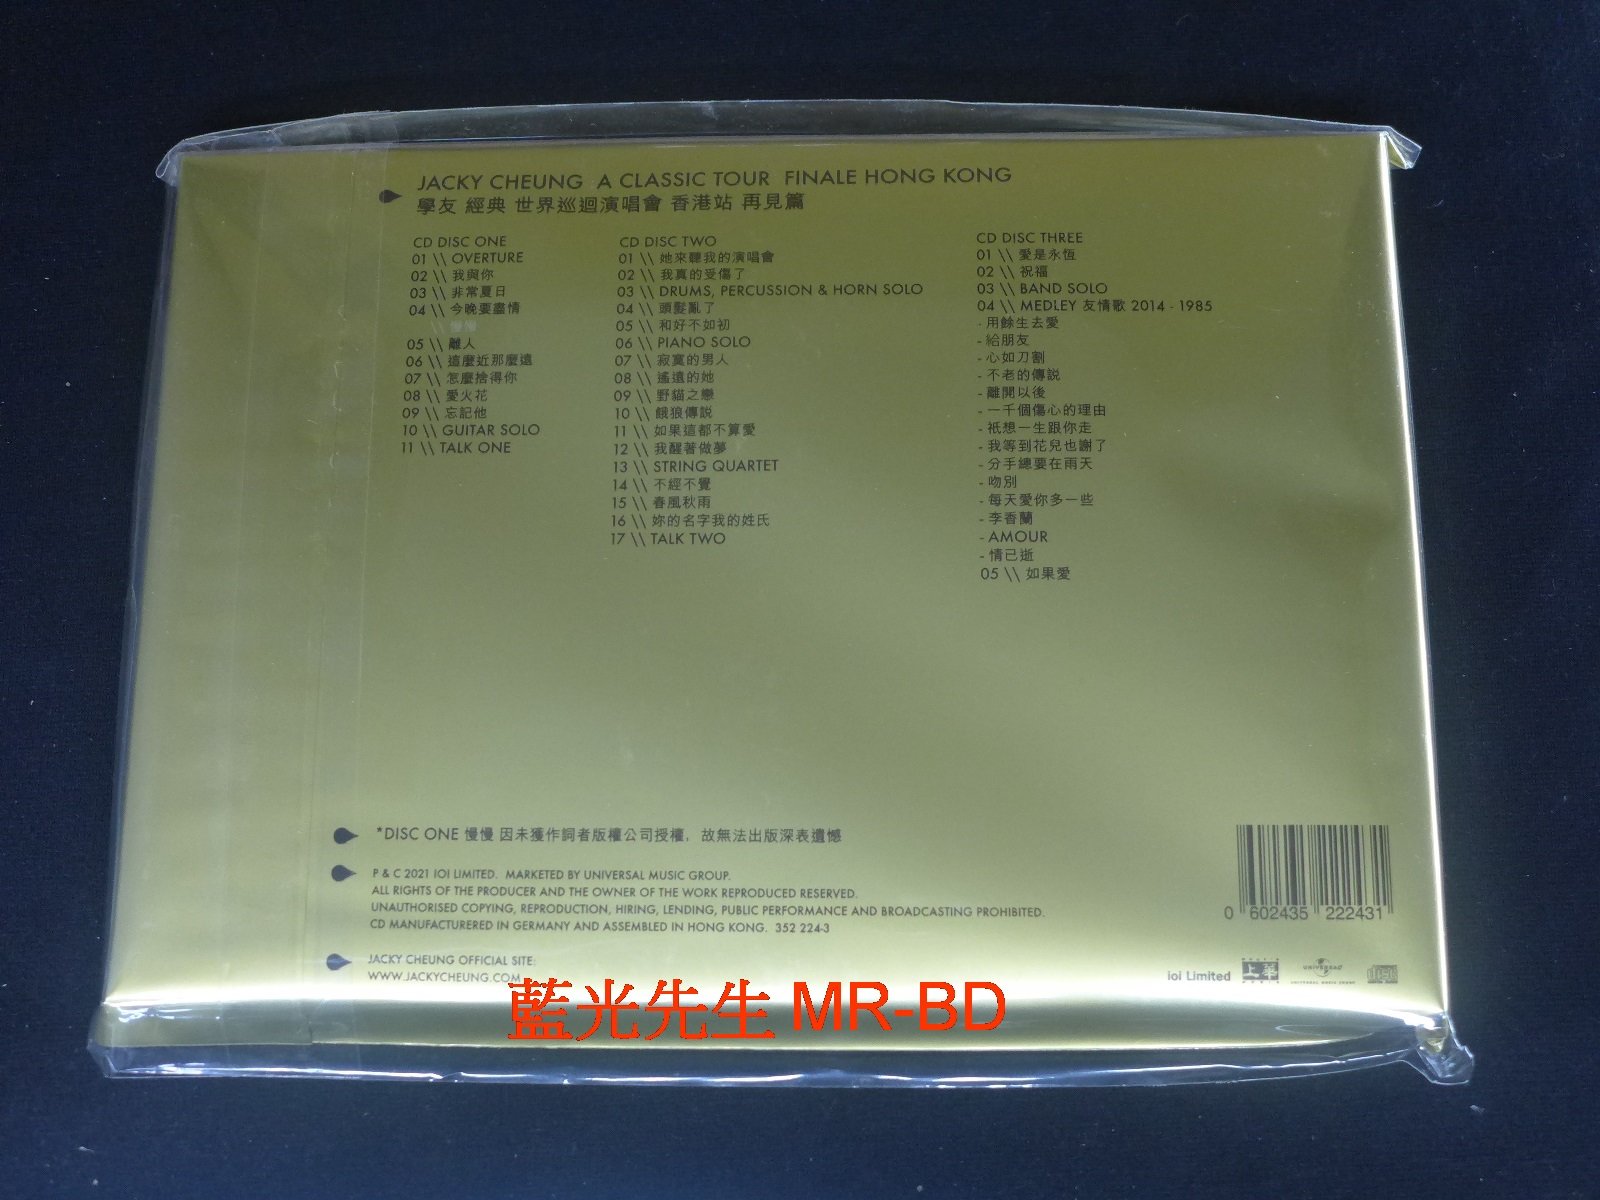 JACKY CHEUNG A CLASSIC TOUR FINALE HONG KONG
學友 經典 世界巡迴演唱會 香港站 再見篇
CD DISC ONE
01 \\ OVERTURE
02 \\ 我與你
03 \\ 非常夏日
04 \\ 今晚要盡情
\\ 慢慢
05 \\ 離人
06 \\ 這麼近那麼遠
07 \\ 怎麼捨得你
08 \\ 愛火花
09 \\ 忘記他
10 \\ GUITAR SOLO
11 \\ TALK ONE
CD DISC TWO
01 \\ 她來聽我的演唱會
02 \\ 我真的受傷了
03 \\ DRUMS, PERCUSSION & HORN SOLO
04 \\ 頭髮亂了
05 \\ 和好不如初
06 \\ PIANO SOLO
07 \\ 寂寞的男人
08 \\ 遙遠的她
09 \\ 野貓之戀
10 \\ 餓狼傳説
11 \\ 如果這都不算愛
12 \\ 我醒著做夢
13 \\ STRING QUARTET
14 \\ 不經不覺
15 \\ 春風秋雨
16 \\ 妳的名字我的姓氏
17 \\ TALK TWO
CD DISC THREE
01 \\ 愛是永恆
02 \\ 祝福
03 \\ BAND SOLO
04 \\ MEDLEY 友情歌 2014 - 1985
- 用餘生去愛
- 給朋友
- 心如刀割
- 不老的傳説
- 離開以後
- 一千個傷心的理由
- 祇想一生跟你走
- 我等到花兒也謝了
- 分手總要在雨天
- 吻別
- 每天愛你多一些
- 李香蘭
- AMOUR
- 情已逝
05 \\ 如果愛
*DISC ONE 慢慢 因未獲作詞者版權公司授權，故無法出版深表遺憾
P & C 2021 IOI LIMITED. MARKETED BY UNIVERSAL MUSIC GROUP.
ALL RIGHTS OF THE PRODUCER AND THE OWNER OF THE WORK REPRODUCED RESERVED.
UNAUTHORISED COPYING, REPRODUCTION, HIRING, LENDING, PUBLIC PERFORMANCE AND BROADCASTING PROHIBITED.
CD MANUFACTURERED IN GERMANY AND ASSEMBLED IN HONG KONG. 352 224-3
0 602435 222431
JACKY CHEUNG OFFICIAL SITE:
WWW.JACKYCHEUNG.COM
ioi Limited
上華
UNIVERSAL
UNIVERSAL MUSIC GROUP
藍光先生 MR-BD